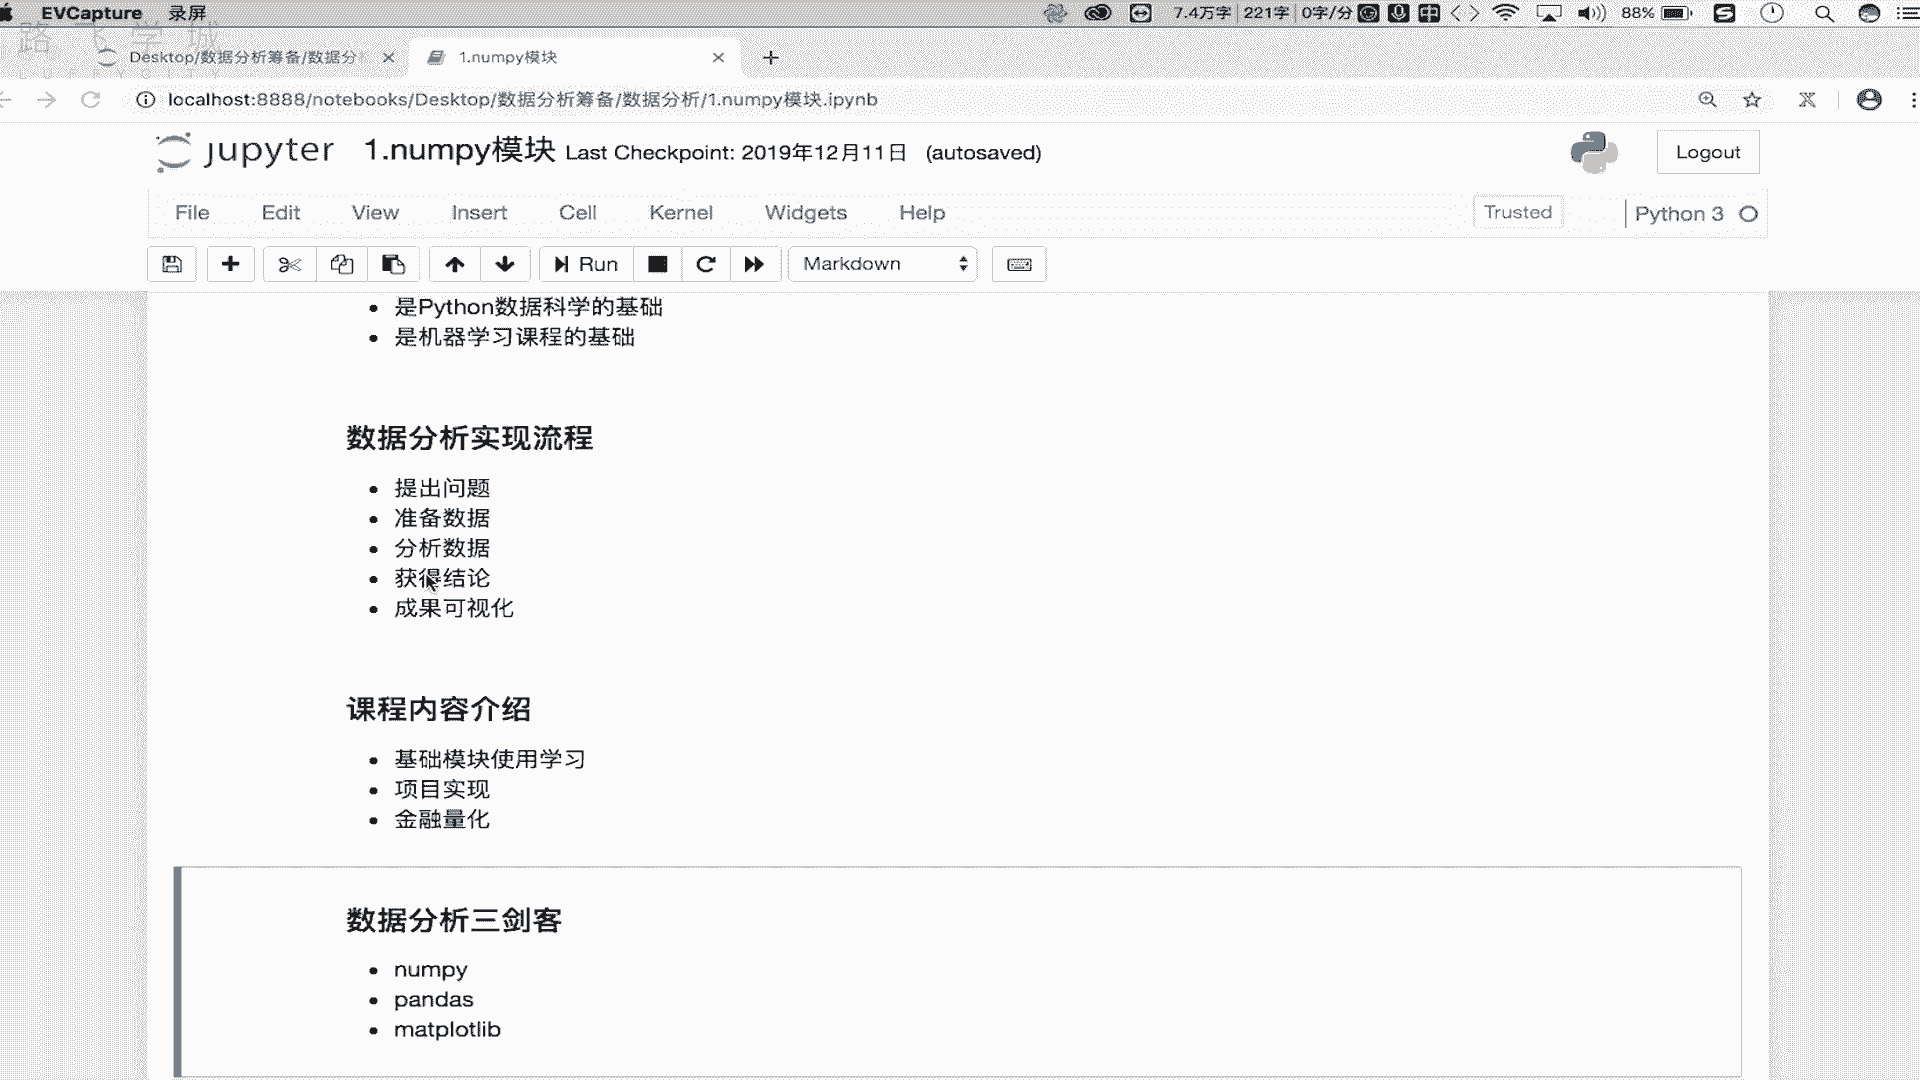 EVCapture 录屏 7.4万字 221字 0字/分 中 88%
路飞学城
LUFFYCITY
Desktop/数据分析筹备/数据分 1.numpy模块
localhost:8888/notebooks/Desktop/数据分析筹备/数据分析/1.numpy模块.ipynb
jupyter 1.numpy模块 Last Checkpoint: 2019年12月11日 (autosaved) Logout
File Edit View Insert Cell Kernel Widgets Help Trusted Python 3
Run Markdown
是Python数据科学的基础
是机器学习课程的基础
数据分析实现流程
提出问题
准备数据
分析数据
获得结论
成果可视化
课程内容介绍
基础模块使用学习
项目实现
金融量化
数据分析三剑客
numpy
pandas
matplotlib